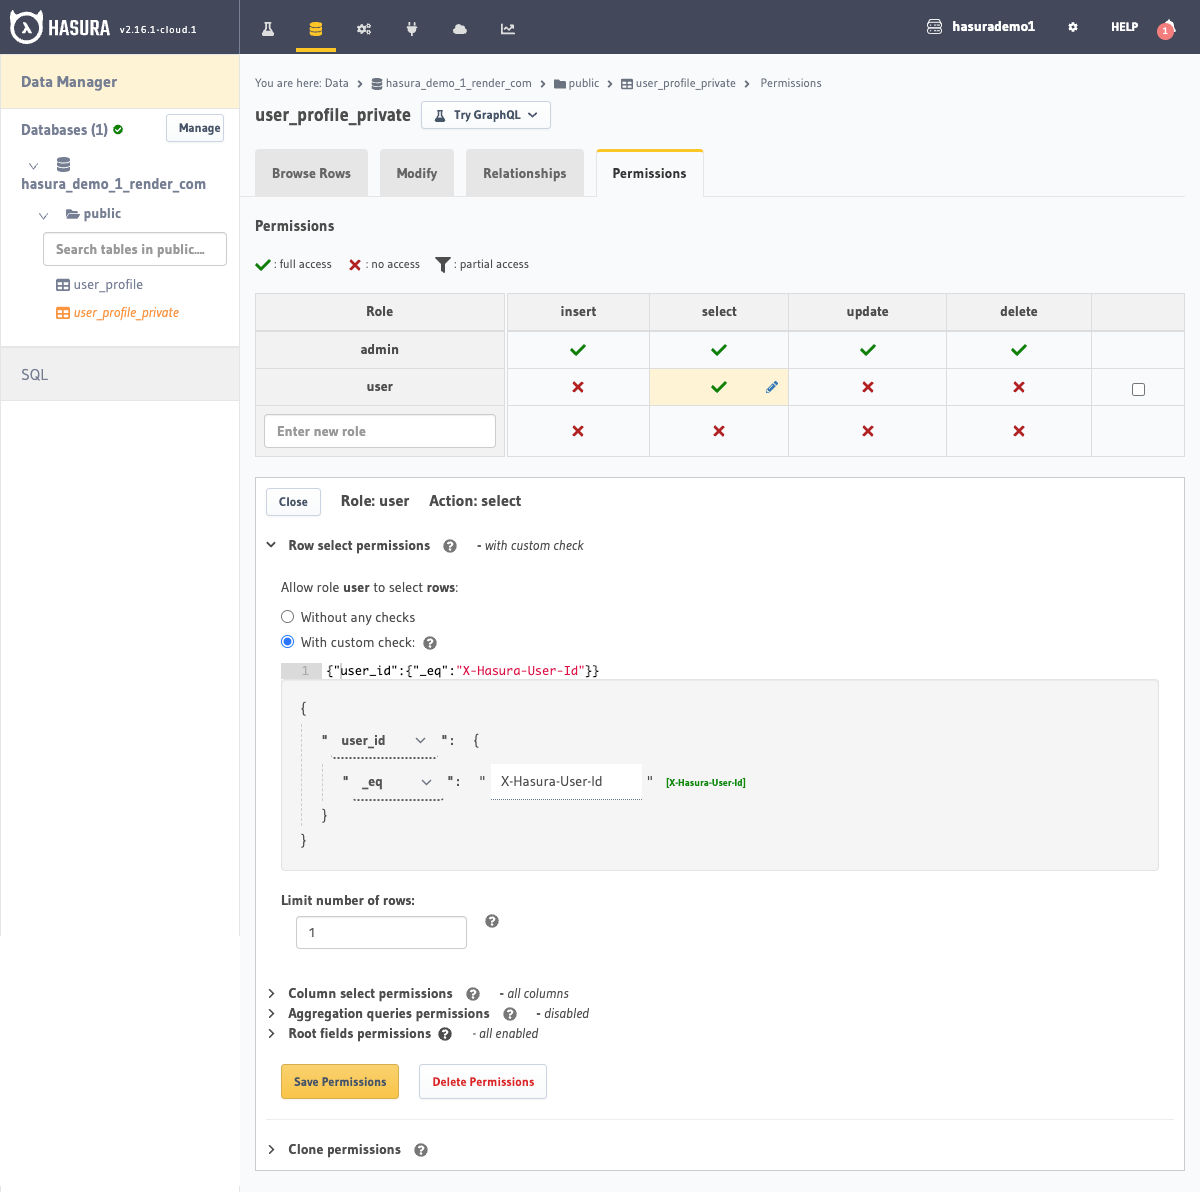 HASURA v2.16.1-cloud.1
hasurademo1
HELP
1
Data Manager
Databases (1)
Manage
hasura_demo_1_render_com
public
Search tables in public....
user_profile
user_profile_private
SQL
You are here: Data > hasura_demo_1_render_com > public > user_profile_private > Permissions
user_profile_private
Try GraphQL
Browse Rows Modify Relationships Permissions
Permissions
: full access : no access : partial access
Role insert select update delete
admin
user
Enter new role
Close Role: user Action: select
Row select permissions ? - with custom check
Allow role user to select rows:
Without any checks
With custom check: ?
1 {"user_id":{"_eq":"X-Hasura-User-Id"}}
{
" user_id ": {
" _eq ": " X-Hasura-User-Id " [X-Hasura-User-Id]
}
}
Limit number of rows:
1 ?
Column select permissions ? - all columns
Aggregation queries permissions ? - disabled
Root fields permissions ? - all enabled
Save Permissions Delete Permissions
Clone permissions ?